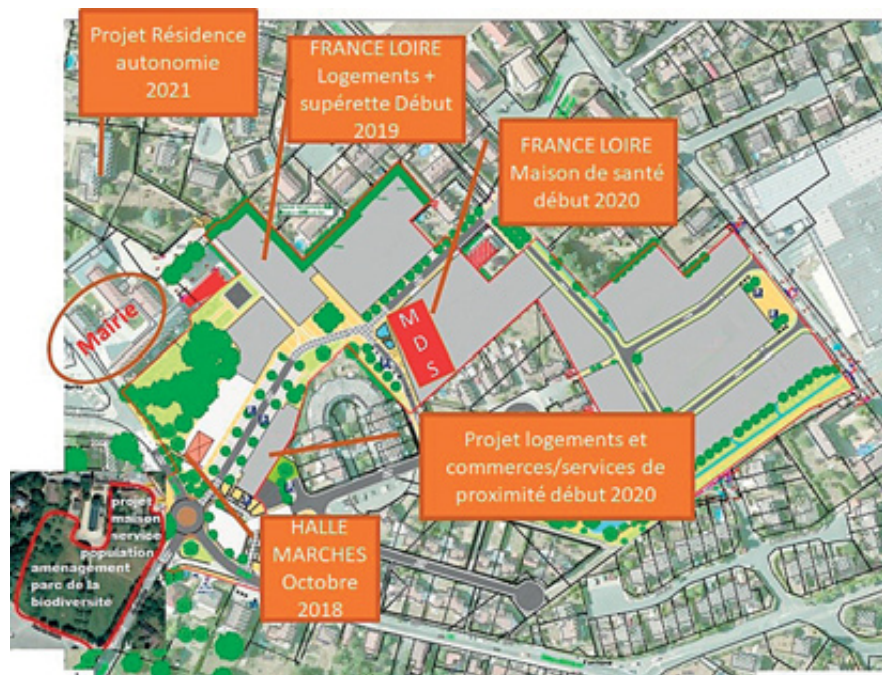 Projet Résidence
autonomie
2021
FRANCE LOIRE
Logements +
supérette Début
2019
FRANCE LOIRE
Maison de santé
début 2020
Mairie
M
D
S
Projet logements et
commerces/services de
proximité début 2020
HALLE
MARCHES
Octobre
2018
projet
maison
service
population
aménagement
parc de la
biodiversité